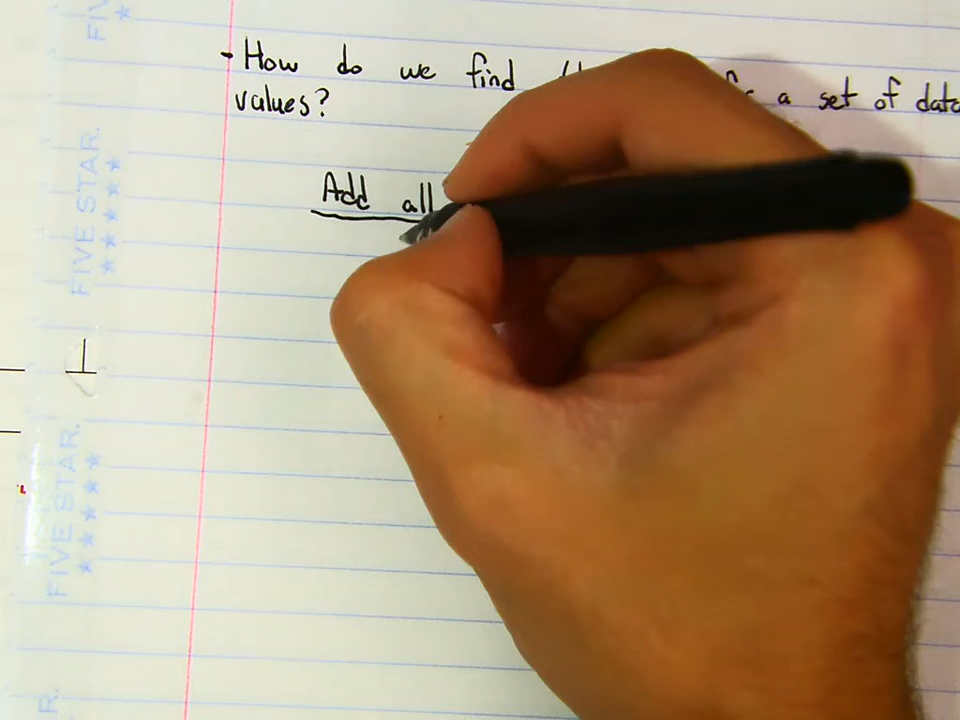 - How do we find a set of data
values?
Add all
FIVE STAR.
FIVE STAR.